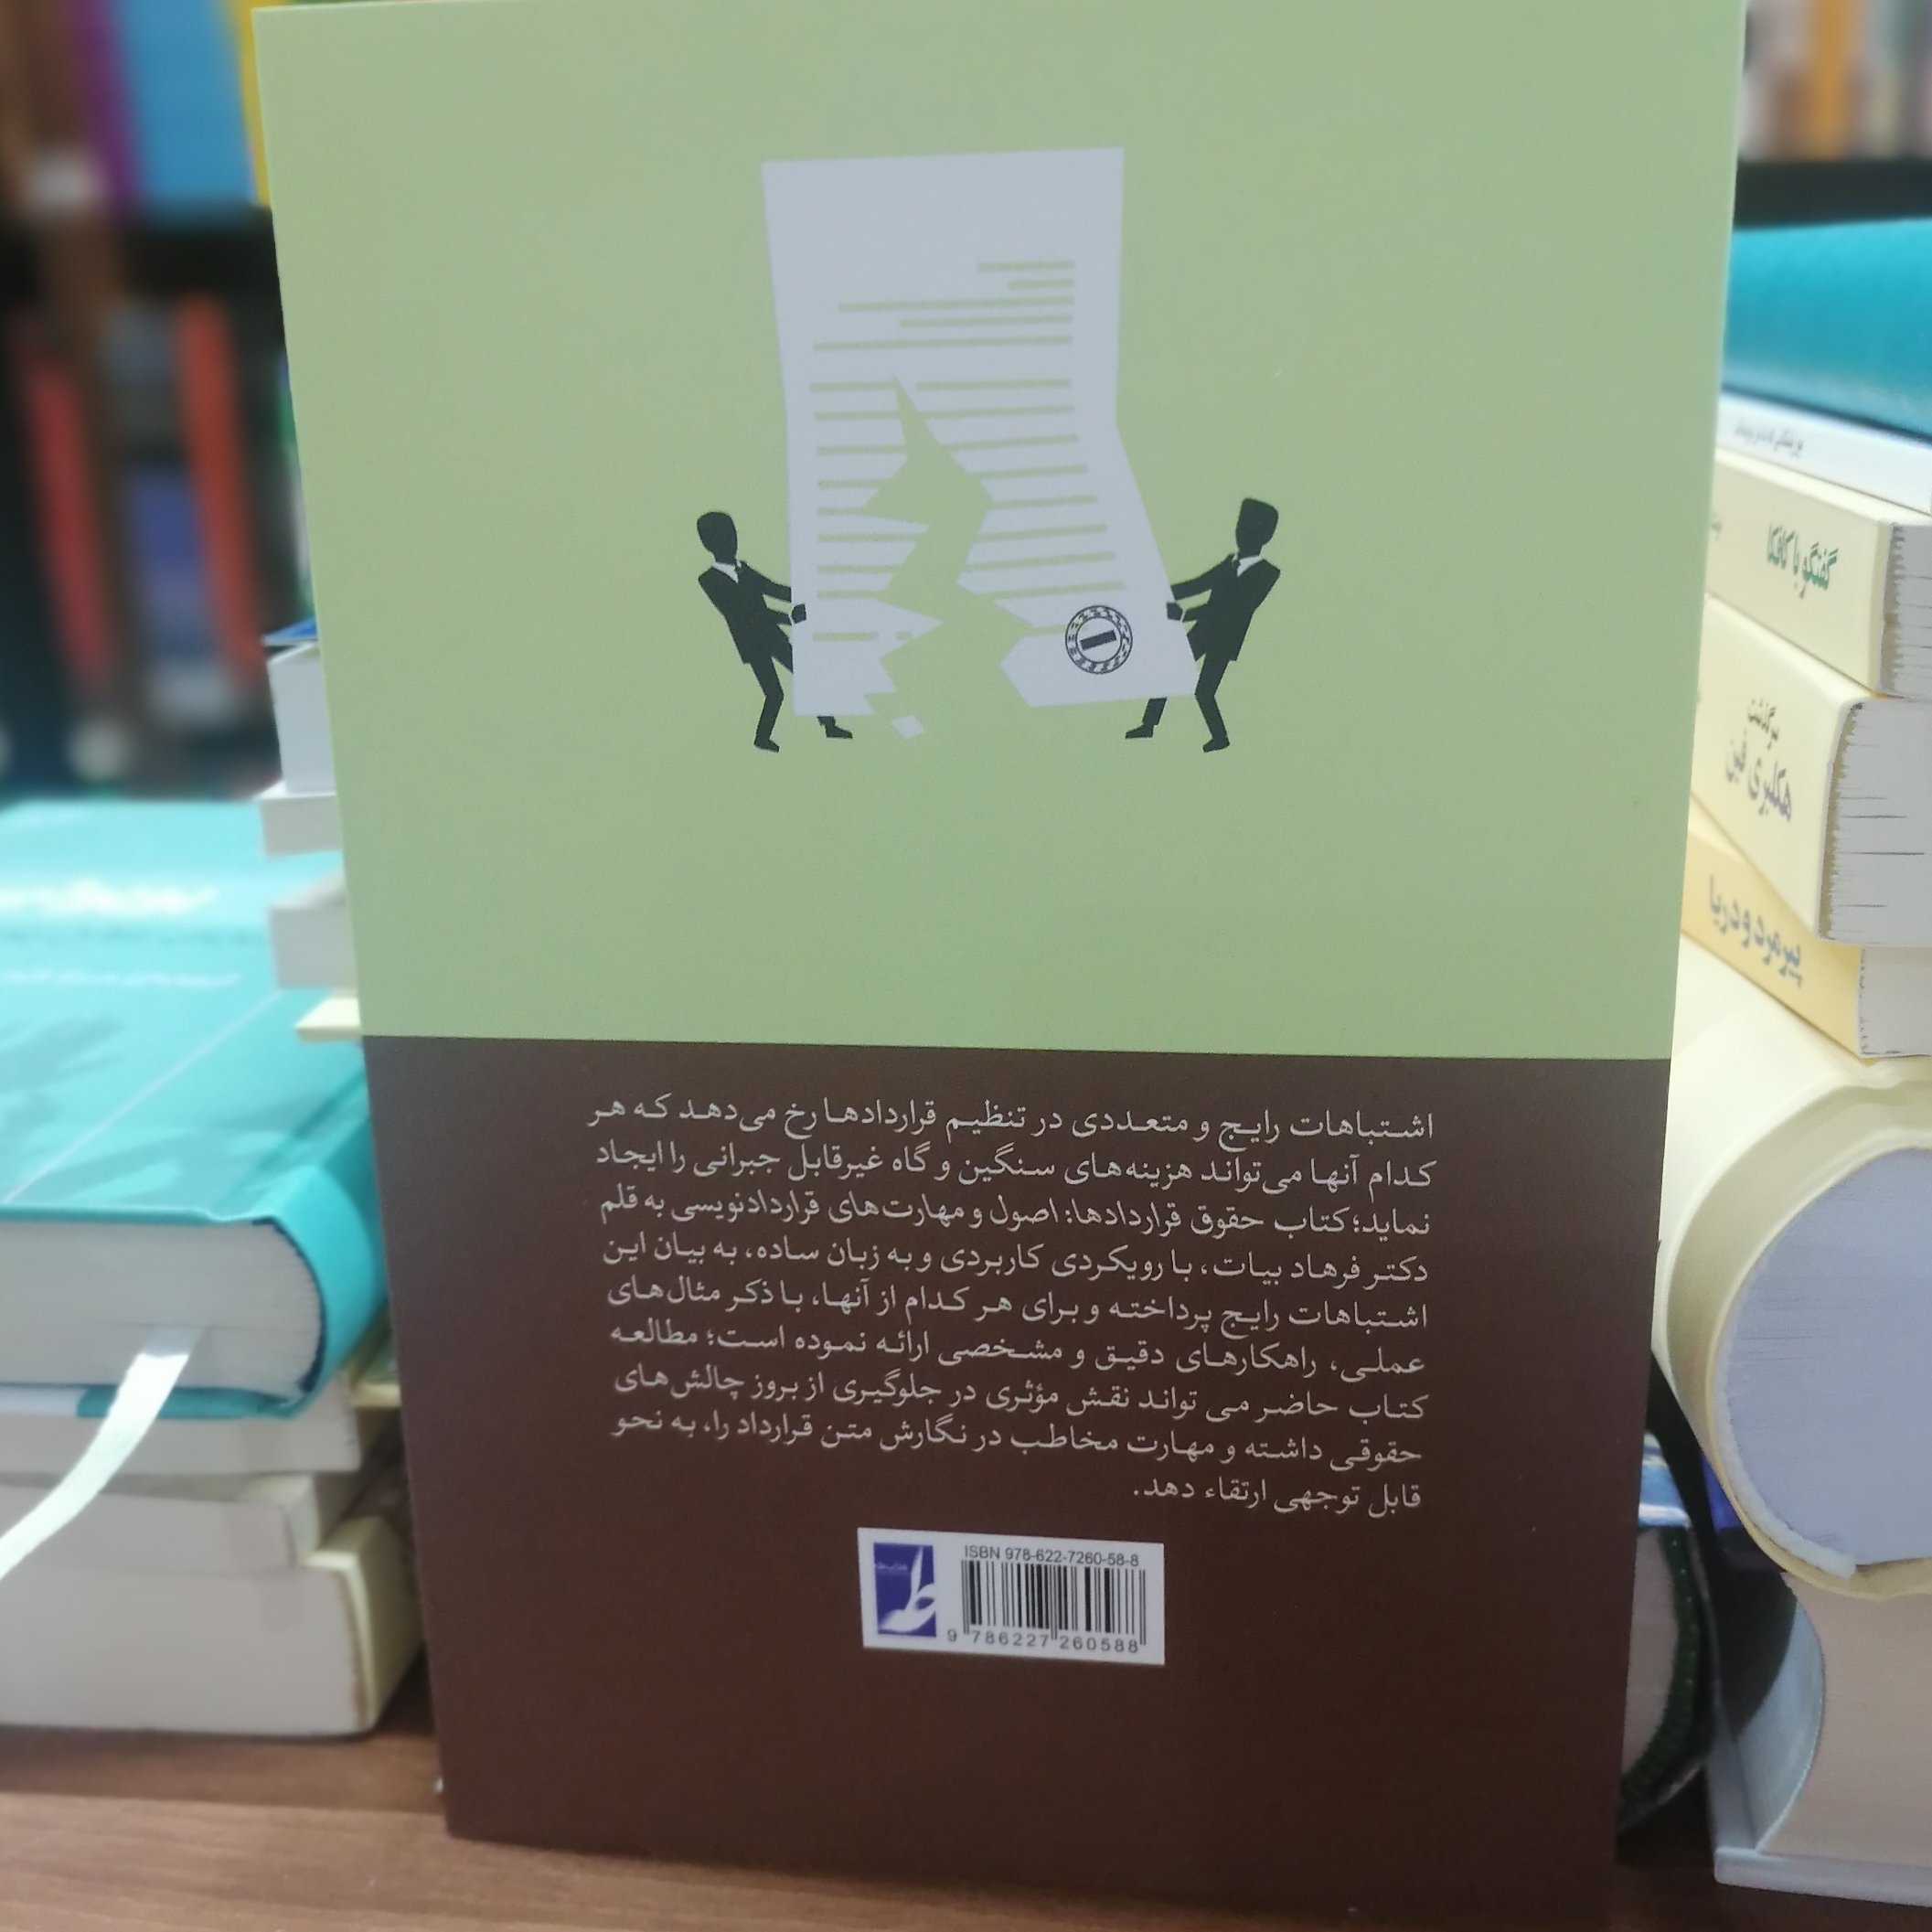 اشتباهات رایج و متعددی در تنظیم قراردادها رخ می‌دهد که هر
کدام آنها می‌تواند هزینه‌های سنگین و گاه غیرقابل جبرانی را ایجاد
نماید؛ کتاب حقوق قراردادها: اصول و مهارت‌های قراردادنویسی به قلم
دکتر فرهاد بیات، با رویکردی کاربردی و به زبان ساده، به بیان این
اشتباهات رایج پرداخته و برای هر کدام از آنها، با ذکر مثال‌های
عملی، راهکارهای دقیق و مشخصی ارائه نموده است؛ مطالعه
کتاب حاضر می تواند نقش مؤثری در جلوگیری از بروز چالش‌های
حقوقی داشته و مهارت مخاطب در نگارش متن قرارداد را، به نحو
قابل توجهی ارتقاء دهد.
ISBN 978-622-7260-58-8
9 786227 260588
گفتگو با کافکا
سرگذشت
هکلبری فین
پیرمرد و دریا